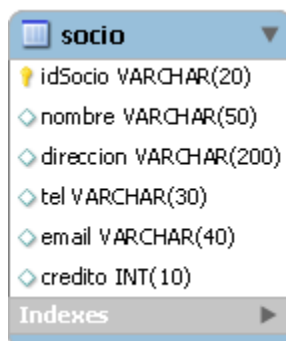 socio
idSocio VARCHAR(20)
nombre VARCHAR(50)
direccion VARCHAR(200)
tel VARCHAR(30)
email VARCHAR(40)
credito INT(10)
Indexes